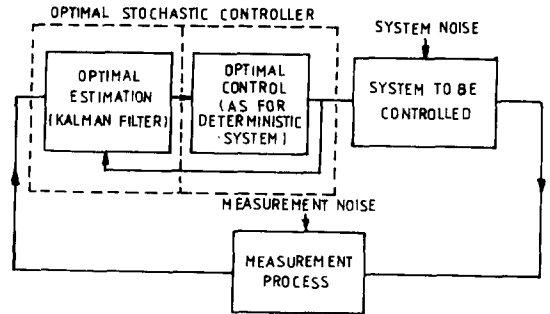 OPTIMAL STOCHASTIC CONTROLLER
SYSTEM NOISE
OPTIMAL
ESTIMATION
(KALMAN FILTER)
OPTIMAL
CONTROL
(AS FOR
DETERMINISTIC
SYSTEM)
SYSTEM TO BE
CONTROLLED
MEASUREMENT NOISE
MEASUREMENT
PROCESS